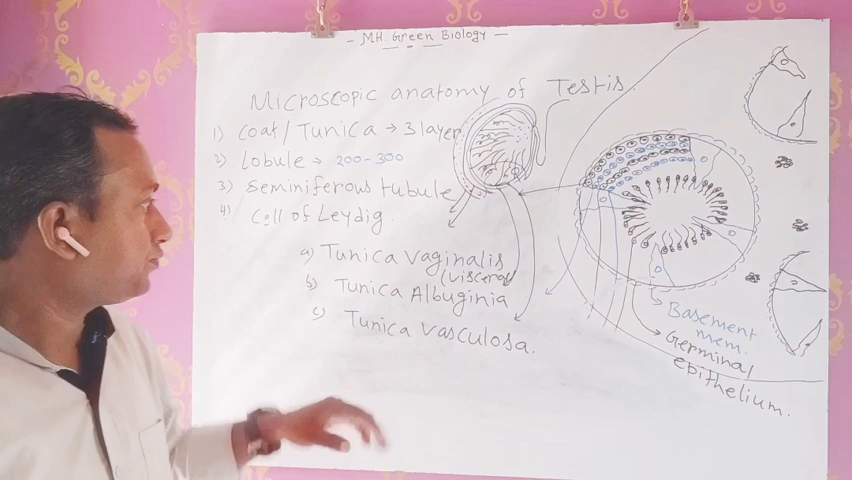 - MH. Green Biology -
Microscopic anatomy of Testis.
1) Coat/Tunica → 3 layer
2) Lobule → 200-300
3) Seminiferous tubule
4) Cell of Leydig.
a) Tunica Vaginalis
(visceral
b) Tunica Albuginia
c) Tunica vasculosa.
Basement
mem.
Germinal
epithelium.